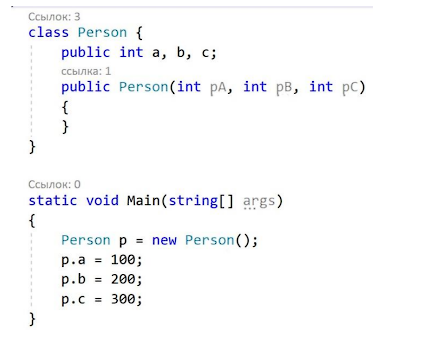 Ссылок: 3
class Person {
public int a, b, c;
ссылка: 1
public Person(int pA, int pB, int pC)
{
}
}
Ссылок: 0
static void Main(string[] args)
{
Person p = new Person();
p.a = 100;
p.b = 200;
p.c = 300;
}